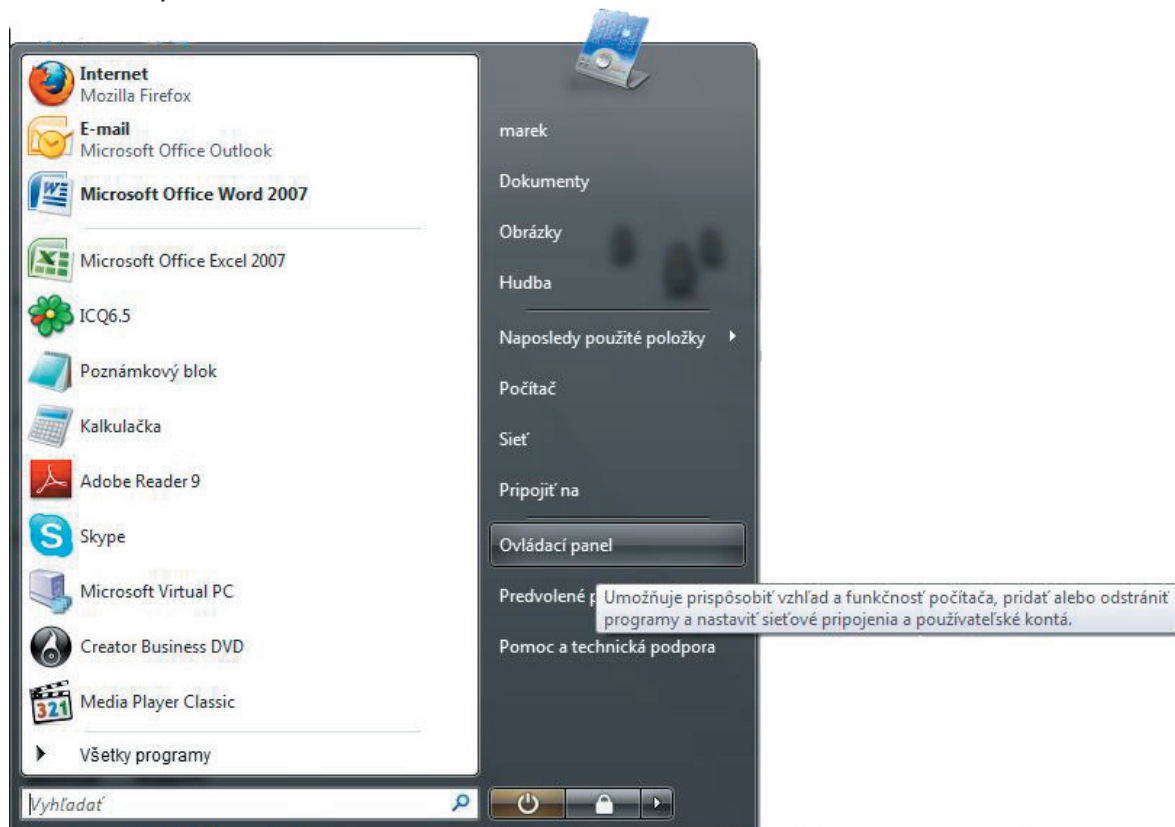 Internet
Mozilla Firefox
E-mail
Microsoft Office Outlook
Microsoft Office Word 2007
Microsoft Office Excel 2007
ICQ6.5
Poznámkový blok
Kalkulačka
Adobe Reader 9
Skype
Microsoft Virtual PC
Creator Business DVD
Media Player Classic
321
Všetky programy
Vyhľadať
marek
Dokumenty
Obrázky
Hudba
Naposledy použité položky
Počítač
Sieť
Pripojiť na
Ovládací panel
Predvolené
Umožňuje prispôsobiť vzhľad a funkčnosť počítača, pridať alebo odstrániť
programy a nastaviť sieťové pripojenia a používateľské kontá.
Pomoc a technická podpora